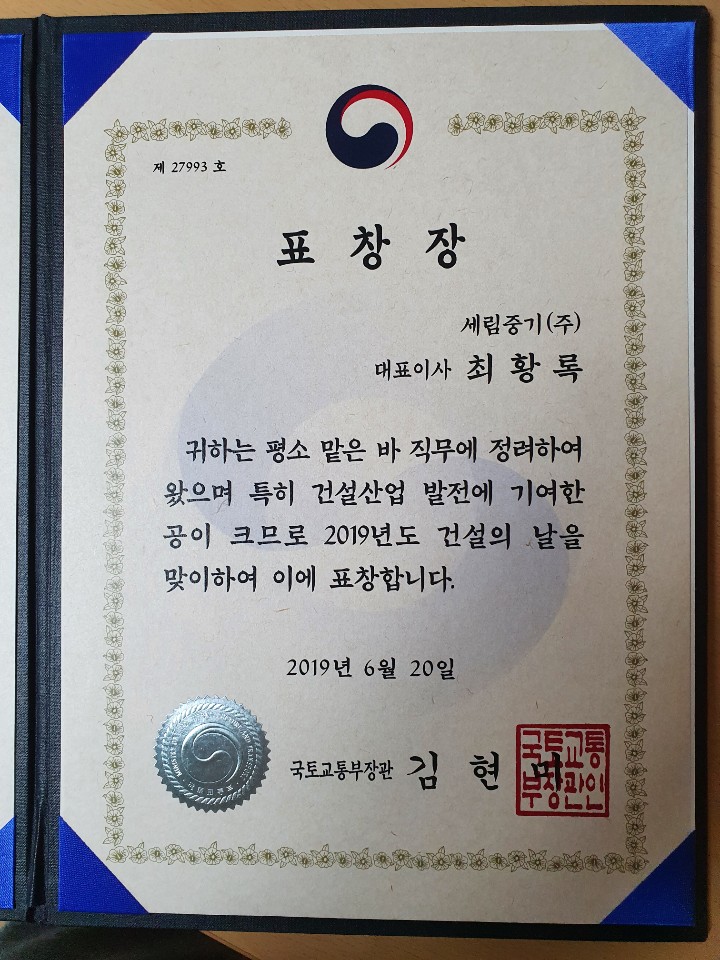 제 27993 호
표 창 장
세림중기(주)
대표이사 최 황 록
귀하는 평소 맡은 바 직무에 정려하여
왔으며 특히 건설산업 발전에 기여한
공이 크므로 2019년도 건설의 날을
맞이하여 이에 표창합니다.
2019년 6월 20일
국토교통부장관 김 현 미
국토교통
부장관인